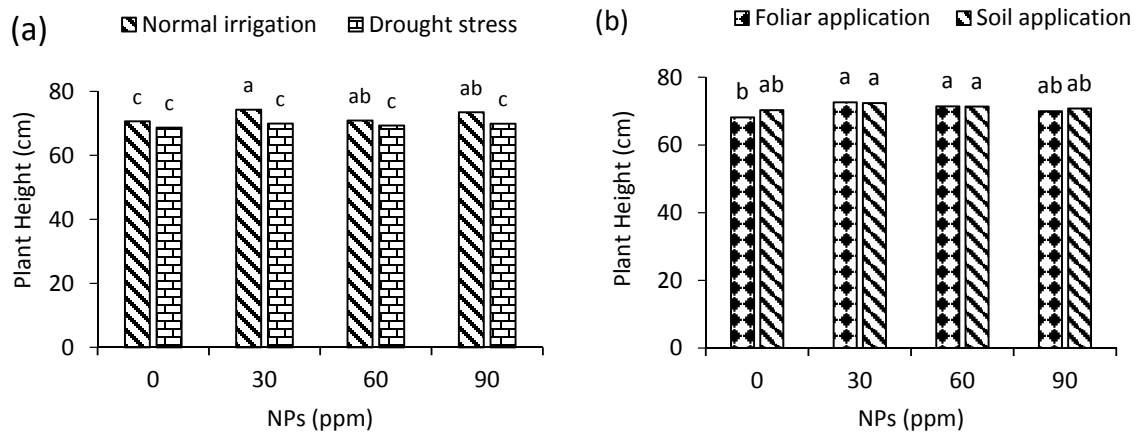 (a)
Normal irrigation Drought stress
80
60
40
20
0
Plant Height (cm)
c c a c ab c ab c
0 30 60 90
NPs (ppm)
(b)
Foliar application Soil application
80
60
40
20
0
Plant Height (cm)
b ab a a a a ab ab
0 30 60 90
NPs (ppm)